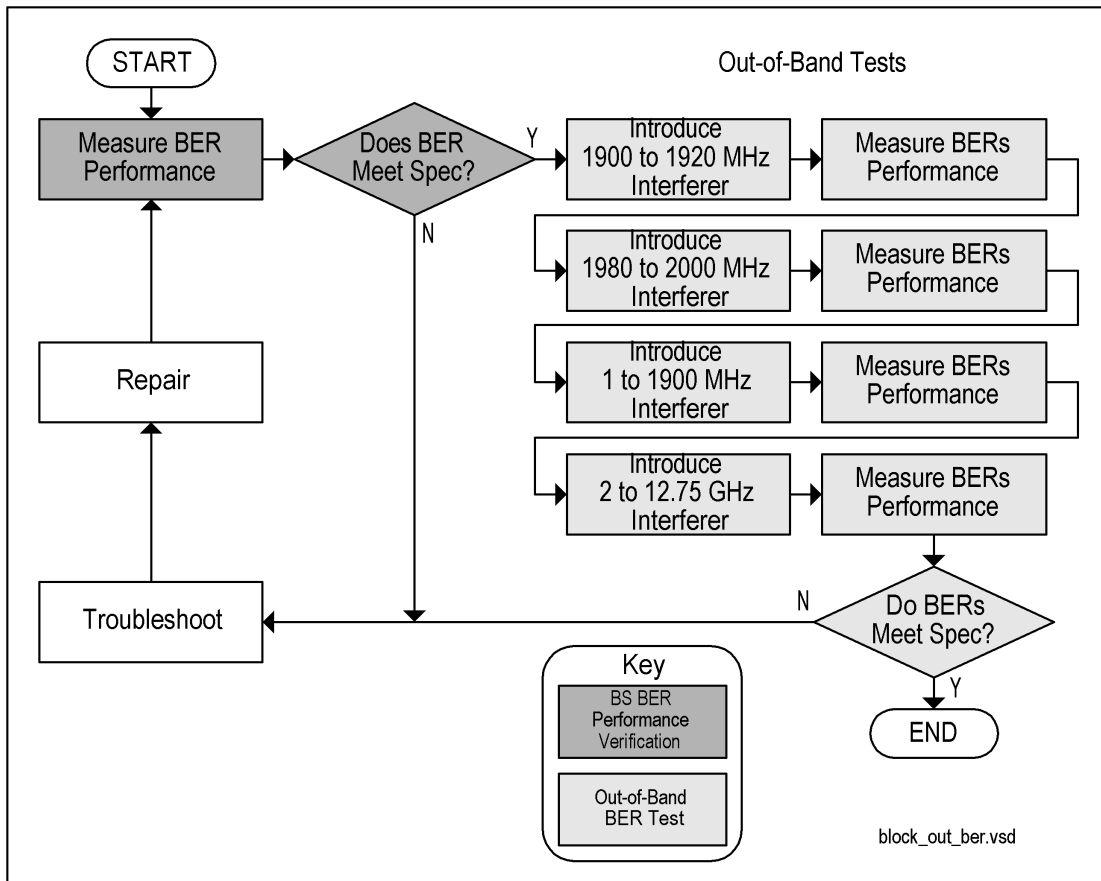 START
Out-of-Band Tests
Measure BER
Performance
Does BER
Meet Spec?
Y
N
Introduce
1900 to 1920 MHz
Interferer
Measure BERs
Performance
Introduce
1980 to 2000 MHz
Interferer
Measure BERs
Performance
Introduce
1 to 1900 MHz
Interferer
Measure BERs
Performance
Introduce
2 to 12.75 GHz
Interferer
Measure BERs
Performance
Repair
Troubleshoot
N
Do BERs
Meet Spec?
Y
END
Key
BS BER
Performance
Verification
Out-of-Band
BER Test
block_out_ber.vsd